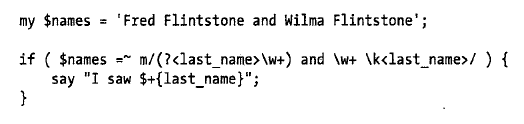 my $names = 'Fred Flintstone and Wilma Flintstone';
if ( $names =~ m/(?<last_name>\w+) and \w+ \k<last_name>/ ) {
    say "I saw $+{last_name}";
}